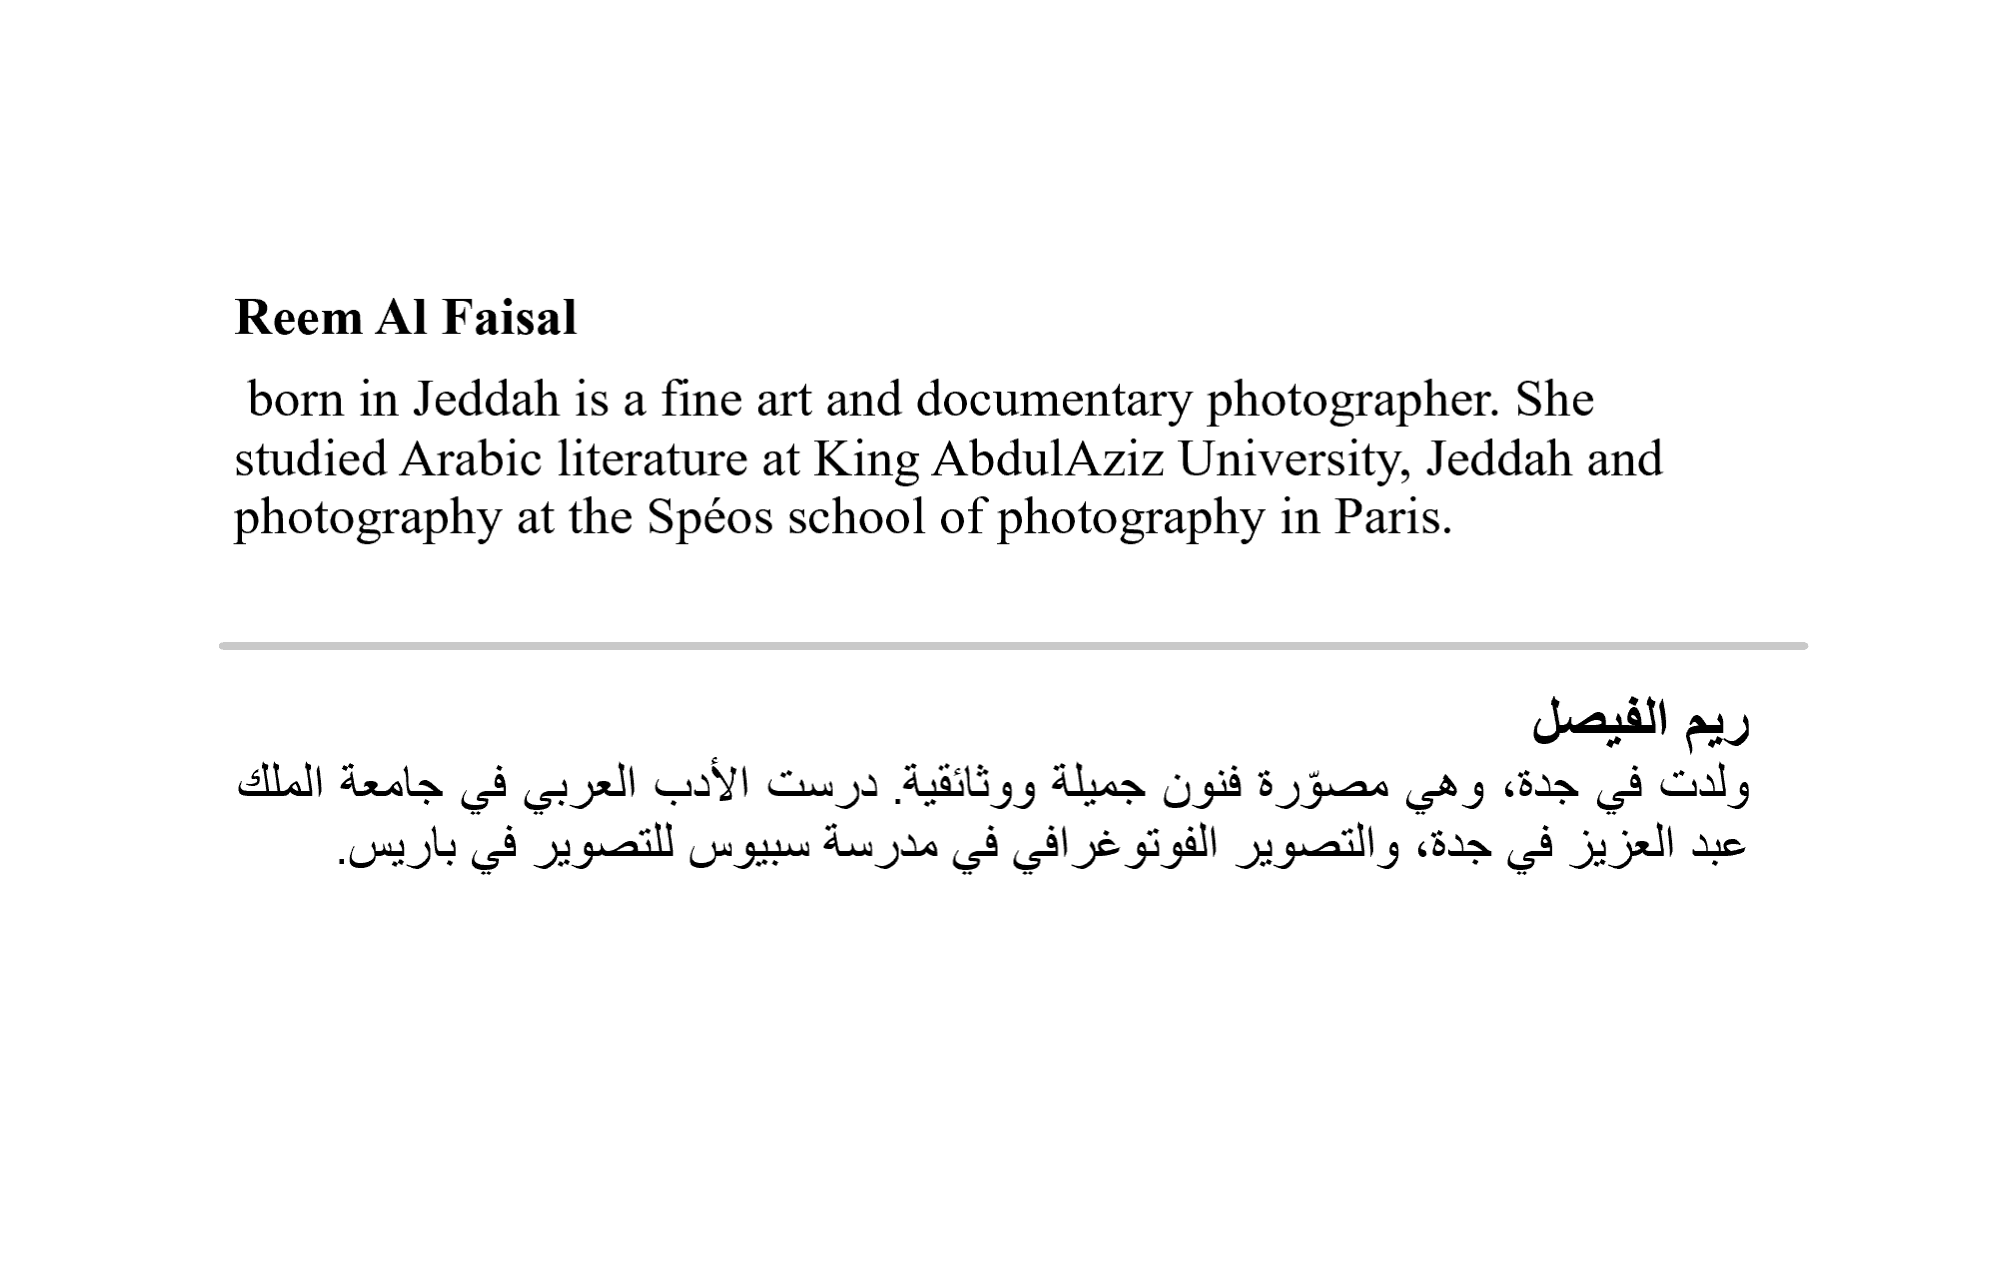 Reem Al Faisal
born in Jeddah is a fine art and documentary photographer. She
studied Arabic literature at King AbdulAziz University, Jeddah and
photography at the Spéos school of photography in Paris.
ريم الفيصل
ولدت في جدة، وهي مصوّرة فنون جميلة ووثائقية. درست الأدب العربي في جامعة الملك
عبد العزيز في جدة، والتصوير الفوتوغرافي في مدرسة سبيوس للتصوير في باريس.